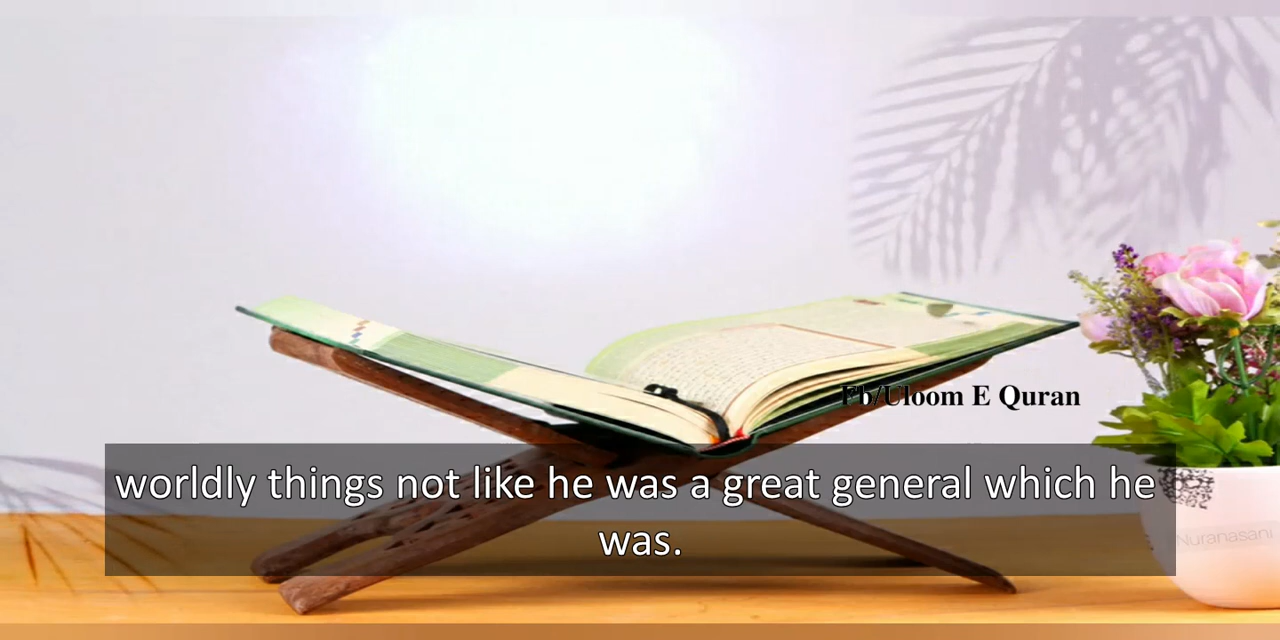 Fb/Uloom E Quran
worldly things not like he was a great general which he
was.
Nuranasani